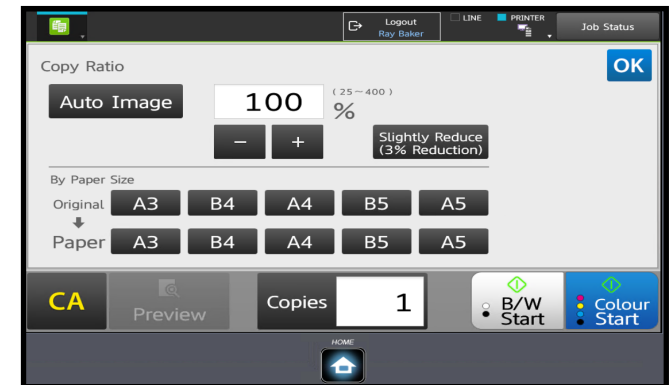 Logout
Ray Baker
LINE
PRINTER
Job Status
Copy Ratio
OK
Auto Image
100
(25~400)
%
−
+
Slightly Reduce
(3% Reduction)
By Paper Size
Original A3 B4 A4 B5 A5
Paper A3 B4 A4 B5 A5
CA
Preview
Copies
1
B/W
Start
Colour
Start
HOME